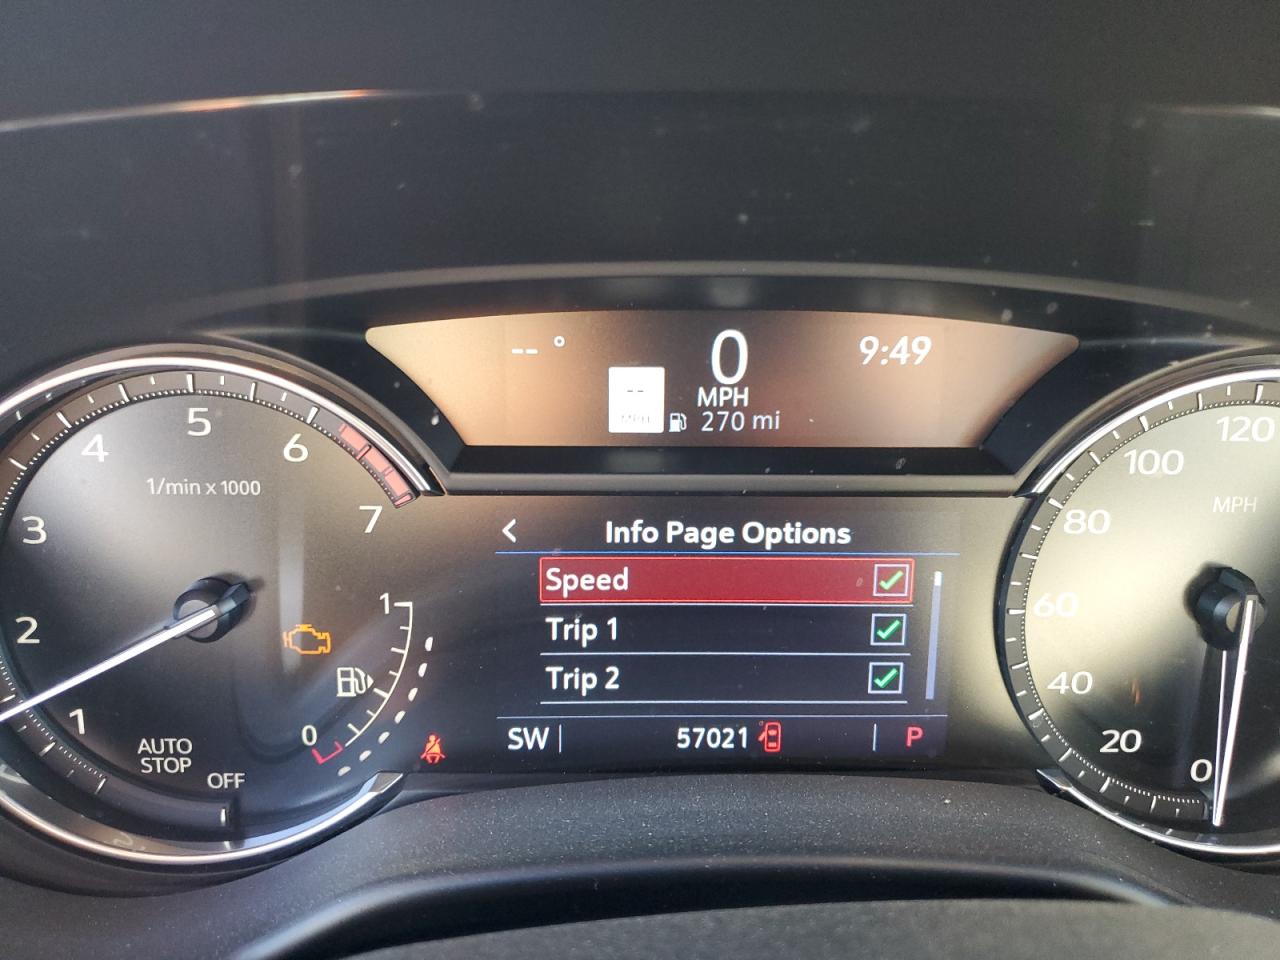 -- °
0
9:49
--
MPH
MPH
270 mi
5
4
6
3
7
2
1
1/min x 1000
1
0
AUTO
STOP
OFF
<
Info Page Options
Speed
Trip 1
Trip 2
SW
57021
P
120
100
MPH
80
60
40
20
0